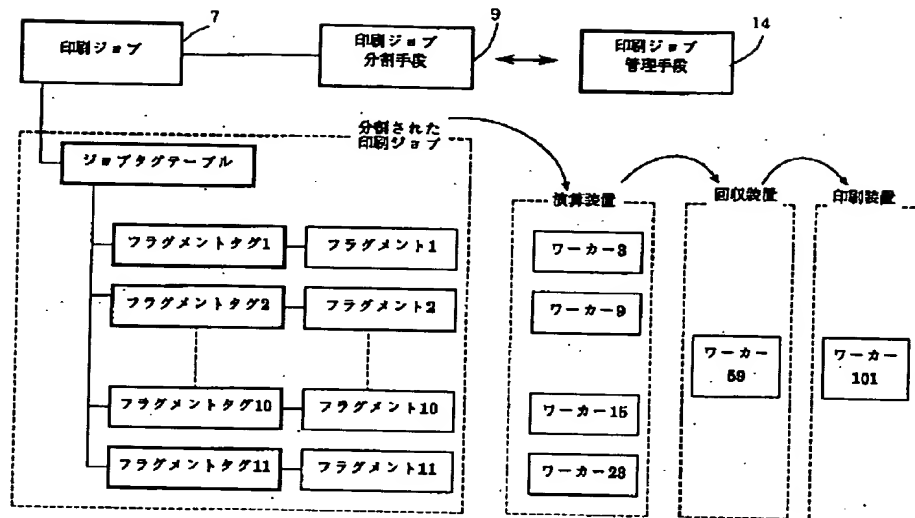 7
印刷ジョブ
9
印刷ジョブ
分割手段
14
印刷ジョブ
管理手段
分割された
印刷ジョブ
ジョブタグテーブル
フラグメントタグ1
フラグメント1
フラグメントタグ2
フラグメント2
フラグメントタグ10
フラグメント10
フラグメントタグ11
フラグメント11
演算装置
ワーカー3
ワーカー9
ワーカー15
ワーカー23
回収装置
ワーカー
59
印刷装置
ワーカー
101